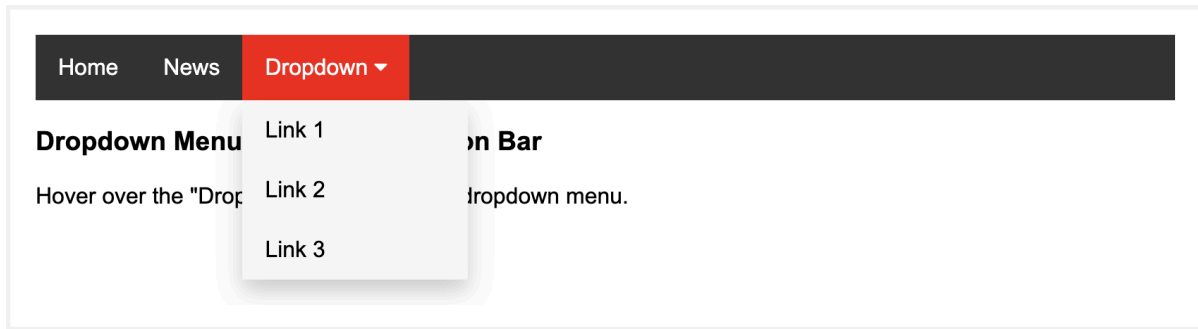 Home News Dropdown
Link 1
Dropdown Menu on Bar
Link 2
Hover over the "Drop dropdown menu.
Link 3